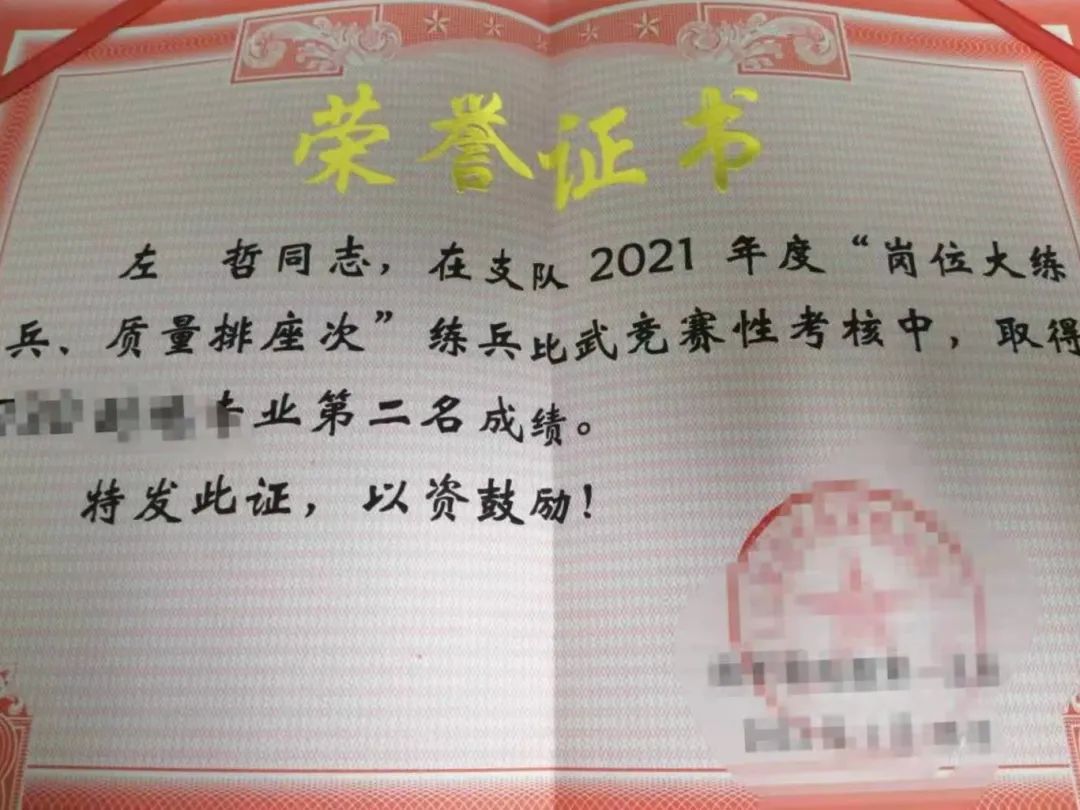 荣誉证书
左 哲同志，在支队 2021 年度“岗位大练
兵、质量排座次”练兵比武竞赛性考核中，取得
业第二名成绩。
特发此证，以资鼓励！